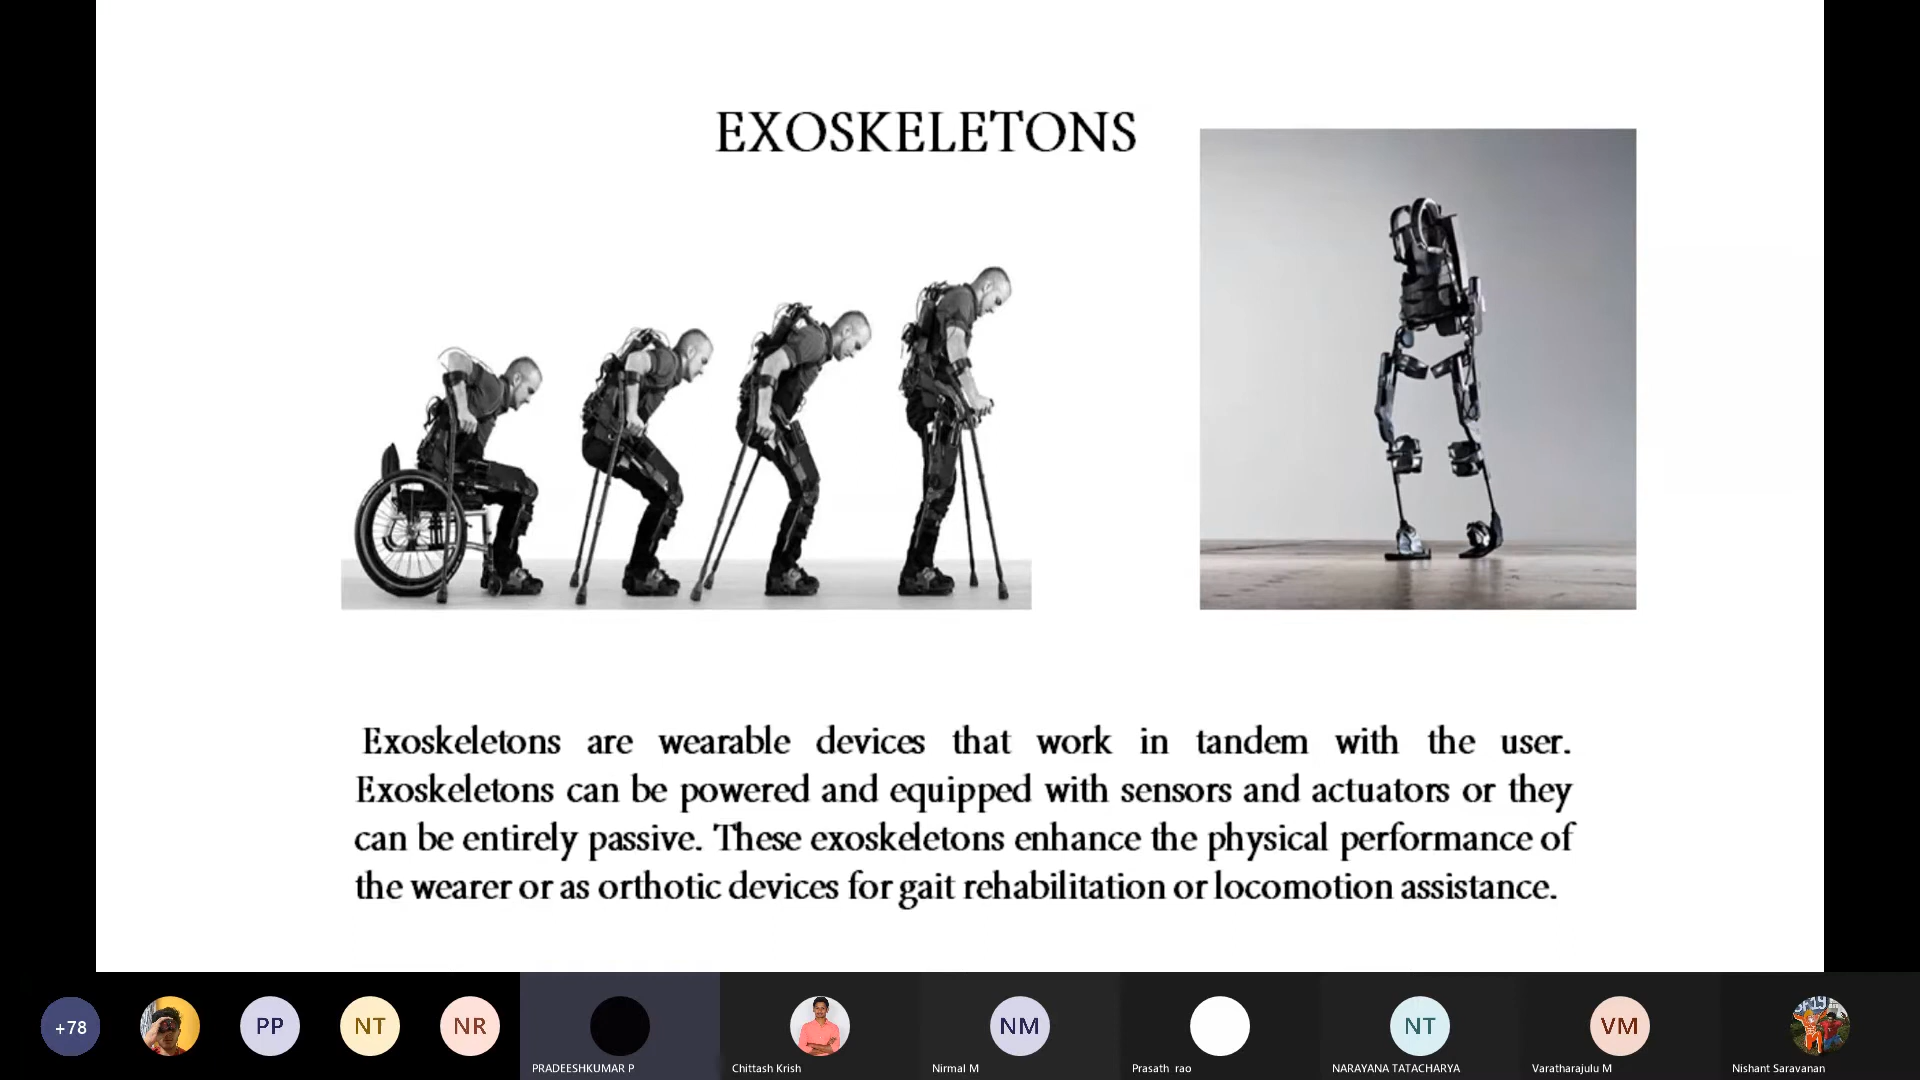 EXOSKELETONS
Exoskeletons are wearable devices that work in tandem with the user.
Exoskeletons can be powered and equipped with sensors and actuators or they
can be entirely passive. These exoskeletons enhance the physical performance of
the wearer or as orthotic devices for gait rehabilitation or locomotion assistance.
+78
PP
NT
NR
NM
NT
VM
PRADEESHKUMAR P
Chittash Krish
Nirmal M
Prasath rao
NARAYANA TATACHARYA
Varatharajulu M
Nishant Saravanan